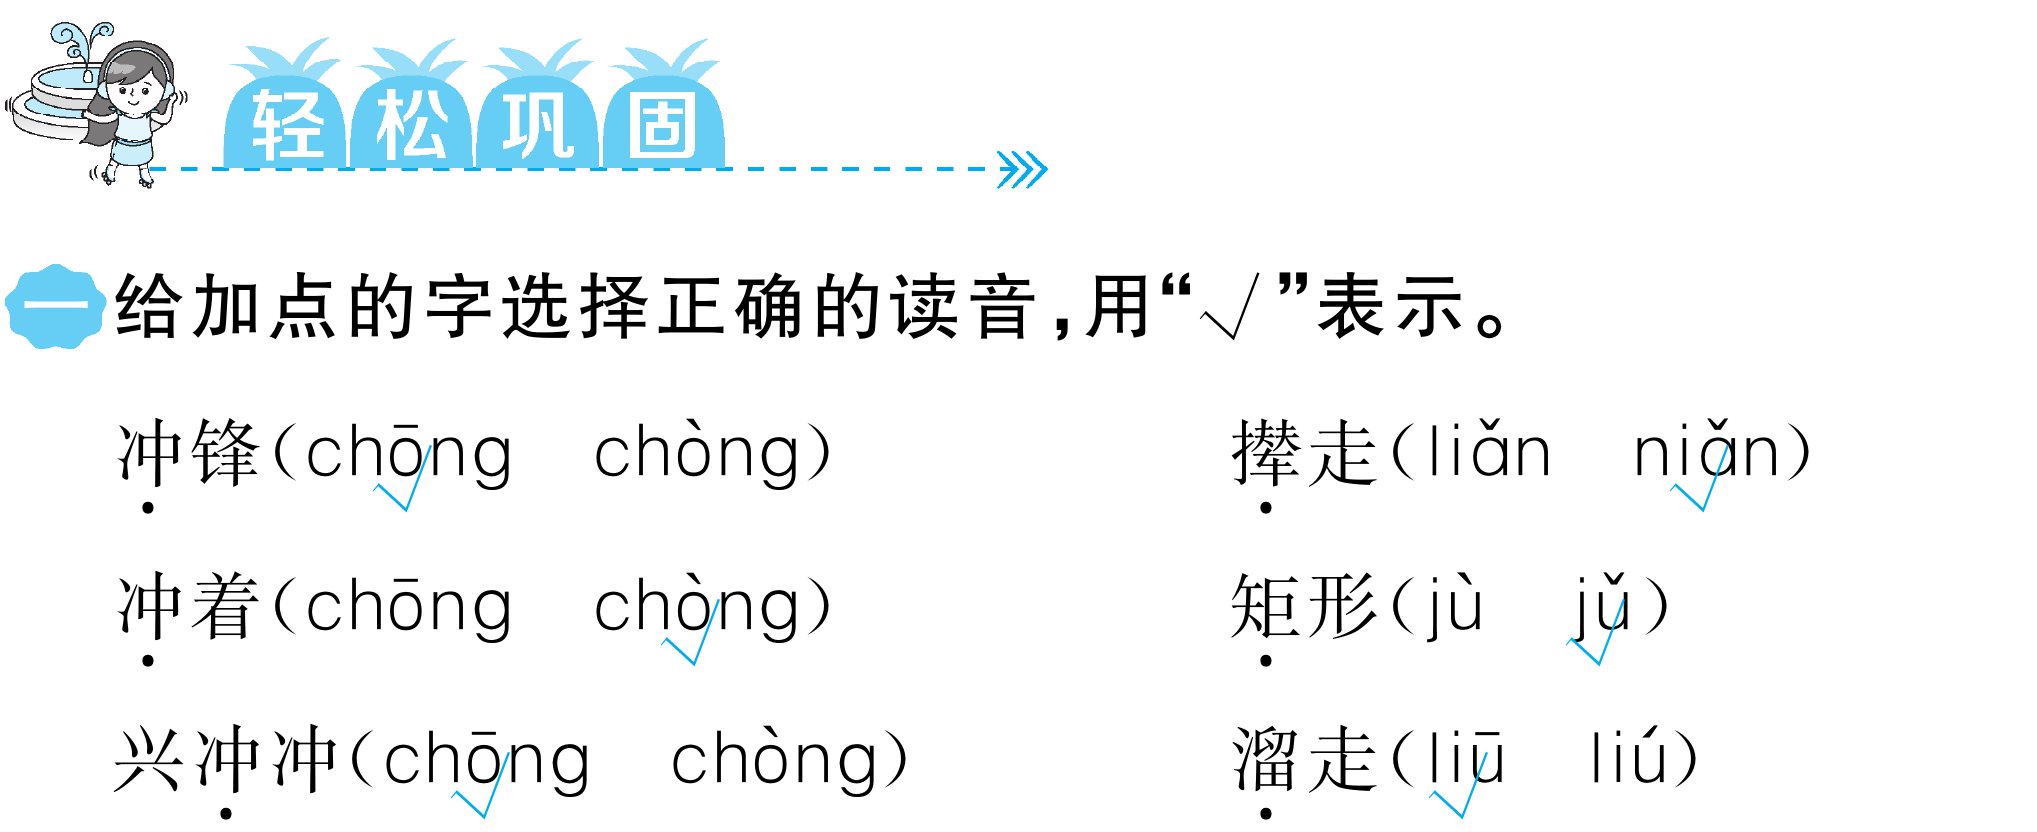 轻松巩固
一 给加点的字选择正确的读音,用“√”表示。
冲锋(chōng√ chòng) 撵走(liǎn niǎn√)
冲着(chōng chòng√) 矩形(jù jǔ√)
兴冲冲(chōng√ chòng) 溜走(liū√ liú)